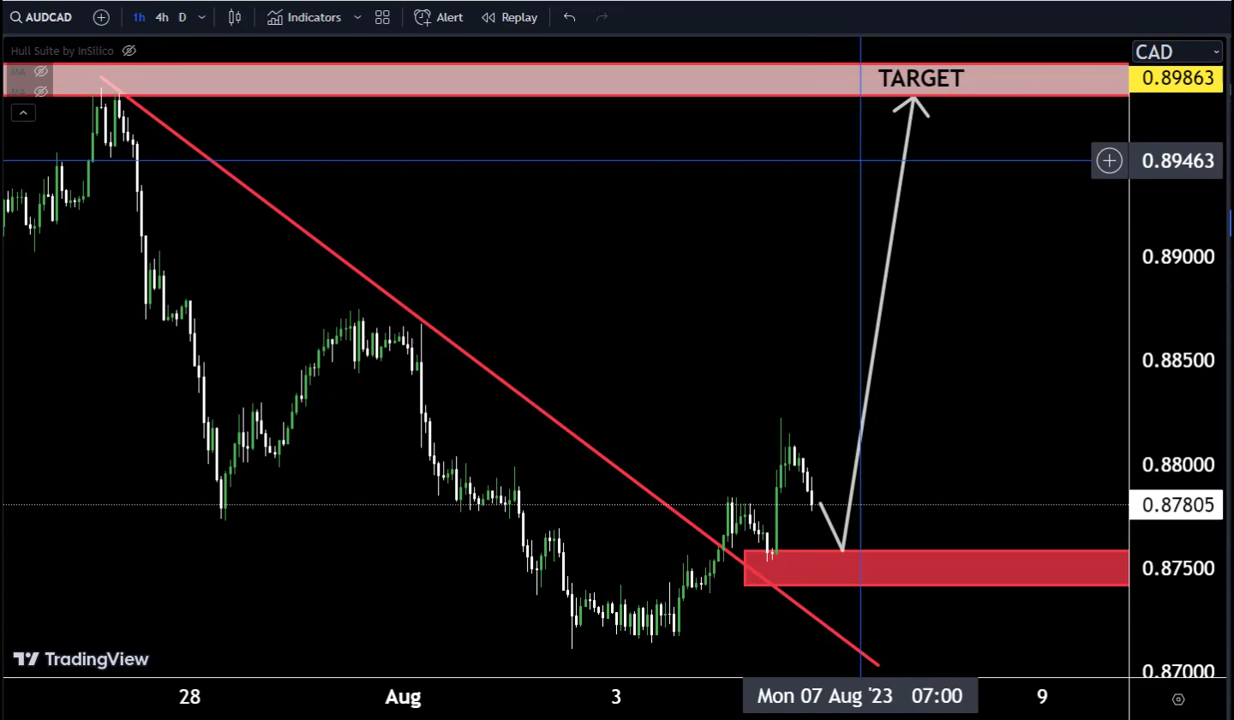 AUDCAD 1h 4h D Indicators Alert Replay
Hull Suite by InSilico
CAD
MA
MA
TARGET
0.89863
0.89463
0.89000
0.88500
0.88000
0.87805
0.87500
0.87000
TradingView
28 Aug 3 Mon 07 Aug '23 07:00 9